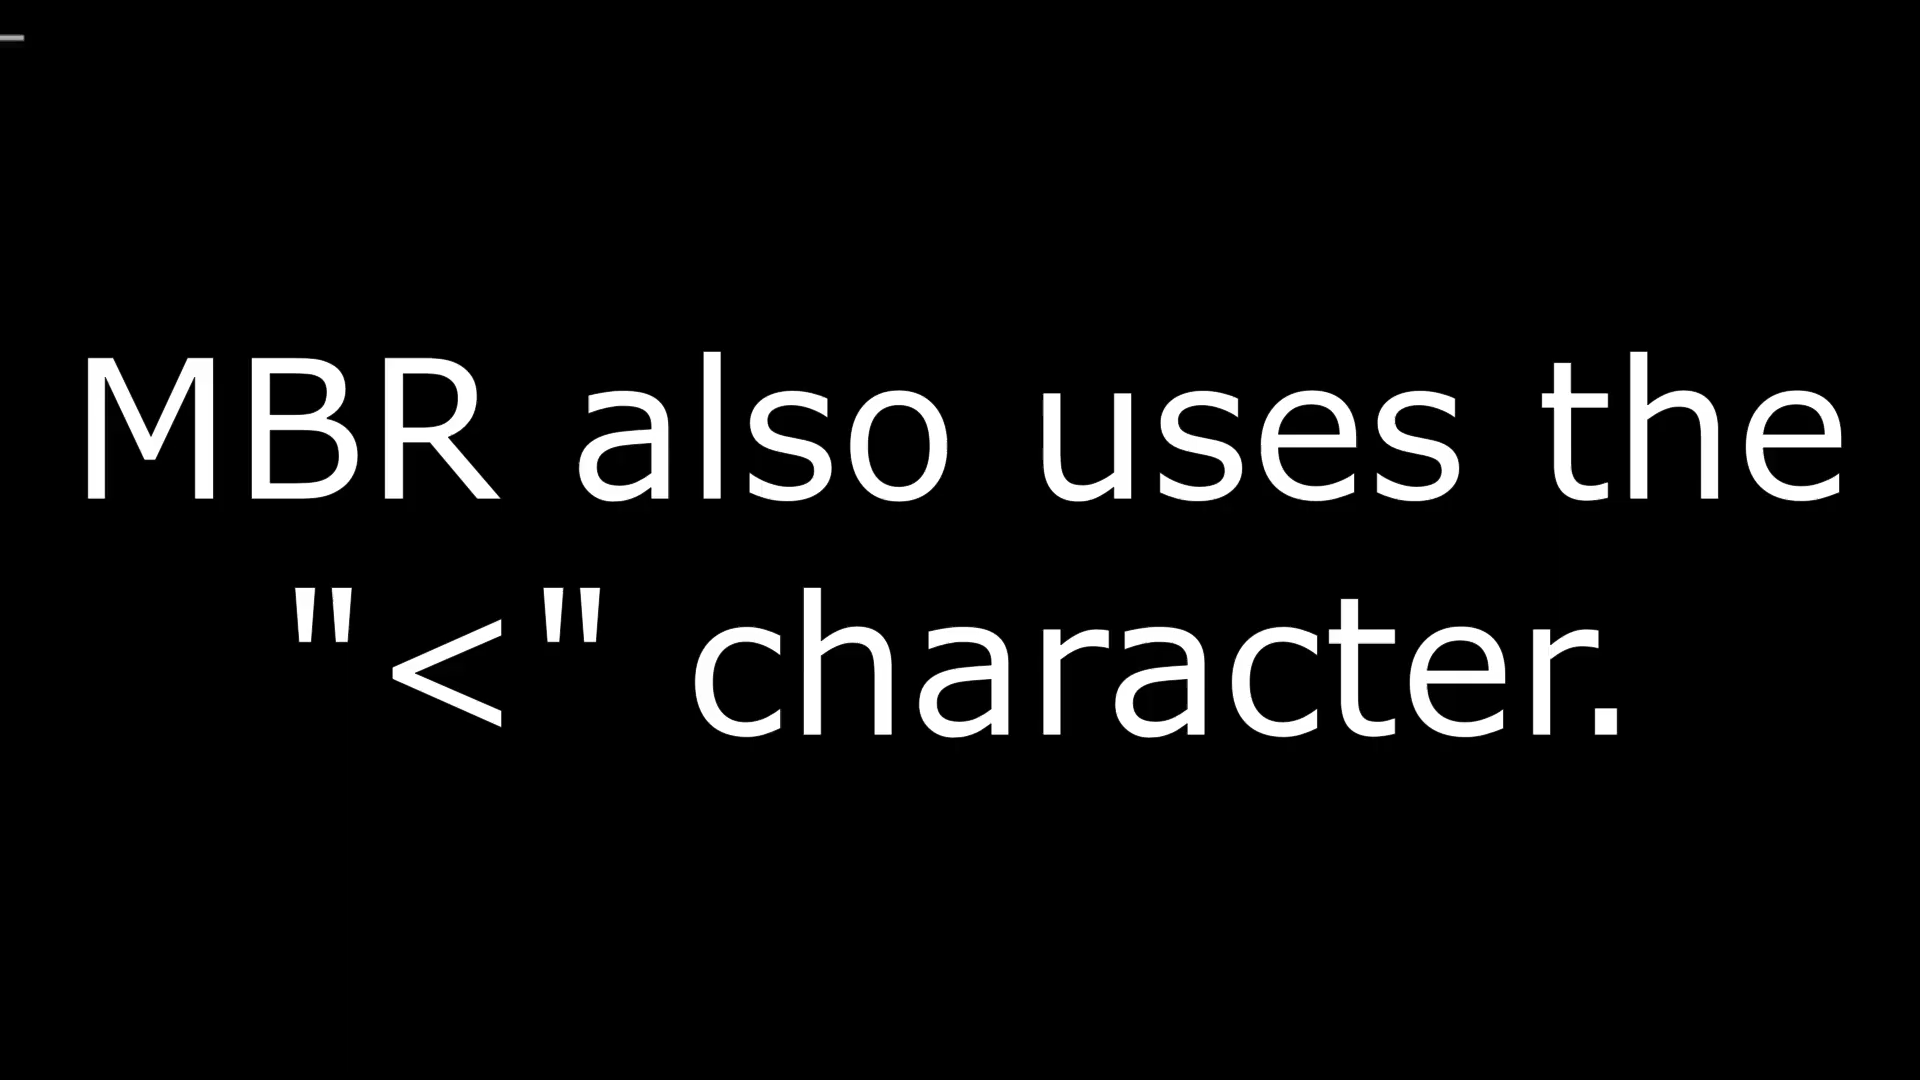 MBR also uses the
"<" character.